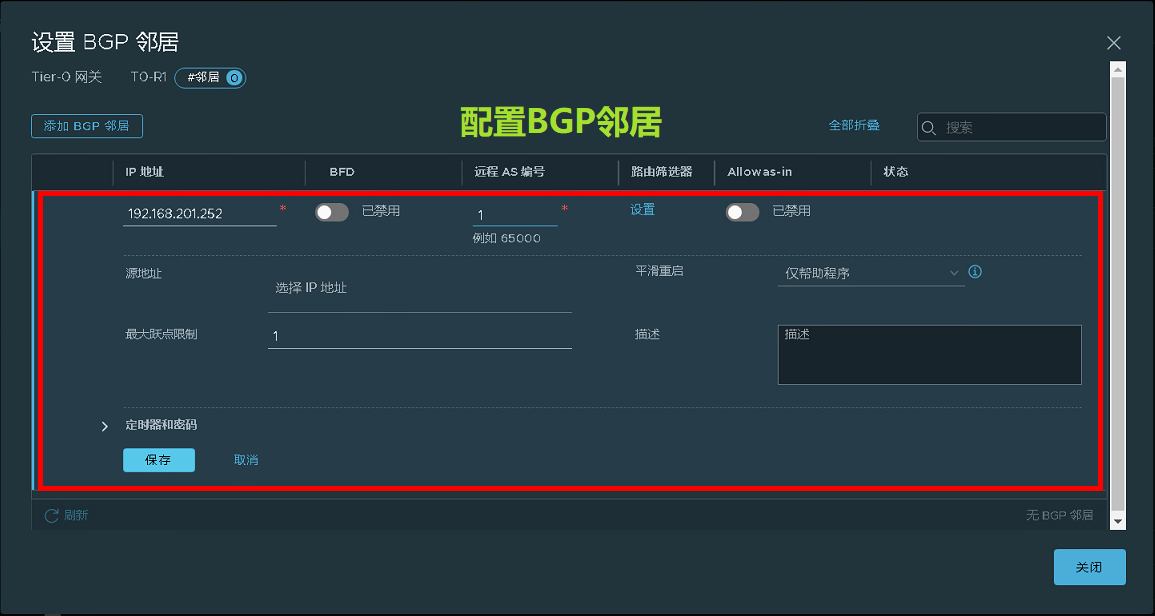 设置 BGP 邻居
Tier-0 网关 TO-R1 #邻居 0
配置BGP邻居
添加 BGP 邻居 全部折叠 搜索
IP 地址 BFD 远程 AS 编号 路由筛选器 Allowas-in 状态
192.168.201.252 * 已禁用 1 * 设置 已禁用
例如 65000
源地址 选择 IP 地址 平滑重启 仅帮助程序
最大跃点限制 1 描述 描述
定时器和密码
保存 取消
刷新 无 BGP 邻居
关闭